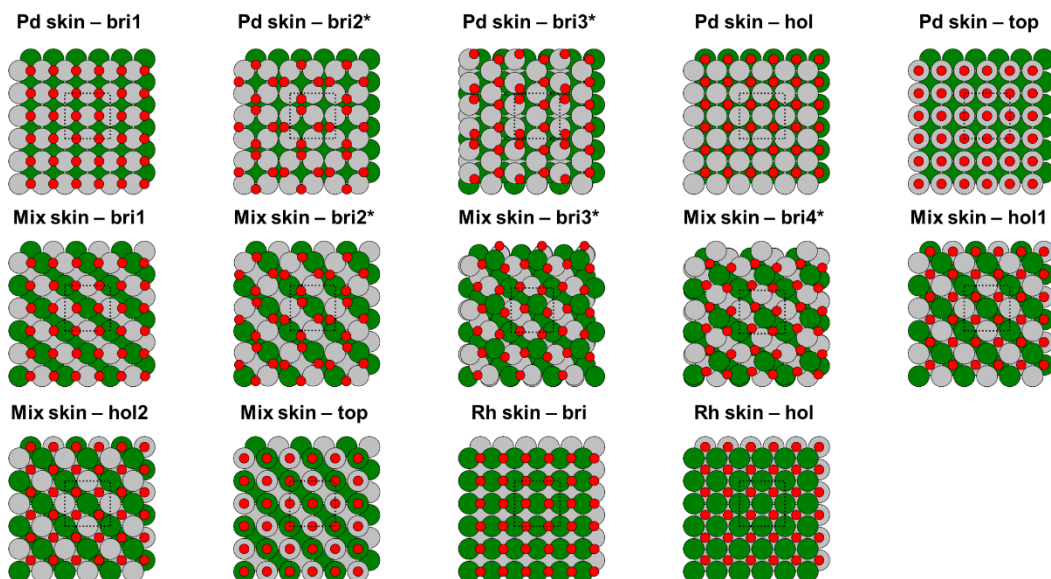 Pd skin – bri1 Pd skin – bri2* Pd skin – bri3* Pd skin – hol Pd skin – top
Mix skin – bri1 Mix skin – bri2* Mix skin – bri3* Mix skin – bri4* Mix skin – hol1
Mix skin – hol2 Mix skin – top Rh skin – bri Rh skin – hol